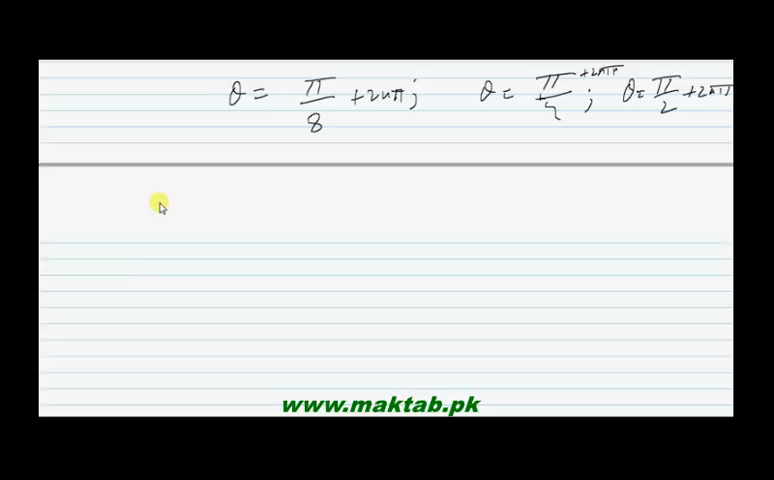 θ = π/8 + 2nπ ; θ = π/4 + 2nπ ; θ = π/2 + 2nπ
www.maktab.pk